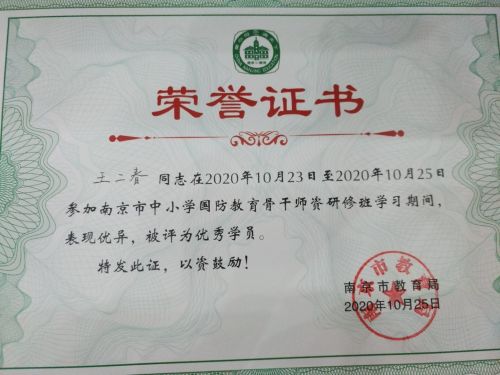 荣誉证书
王二春 同志在2020年10月23日至2020年10月25日
参加南京市中小学国防教育骨干师资研修班学习期间，
表现优异，被评为优秀学员。
特发此证，以资鼓励！
南京市教育局
2020年10月25日